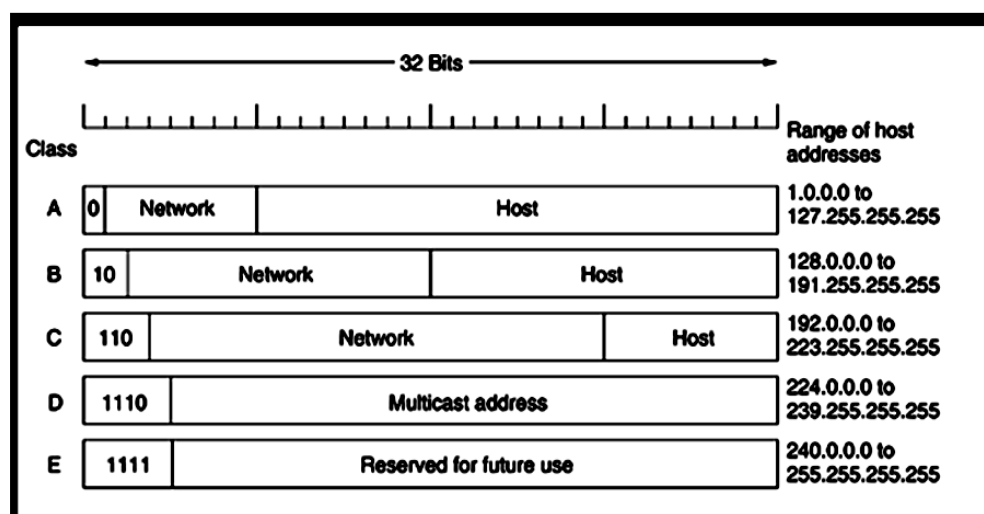 32 Bits
Class
Range of host
addresses
A 0 Network Host 1.0.0.0 to
127.255.255.255
B 10 Network Host 128.0.0.0 to
191.255.255.255
C 110 Network Host 192.0.0.0 to
223.255.255.255
D 1110 Multicast address 224.0.0.0 to
239.255.255.255
E 1111 Reserved for future use 240.0.0.0 to
255.255.255.255